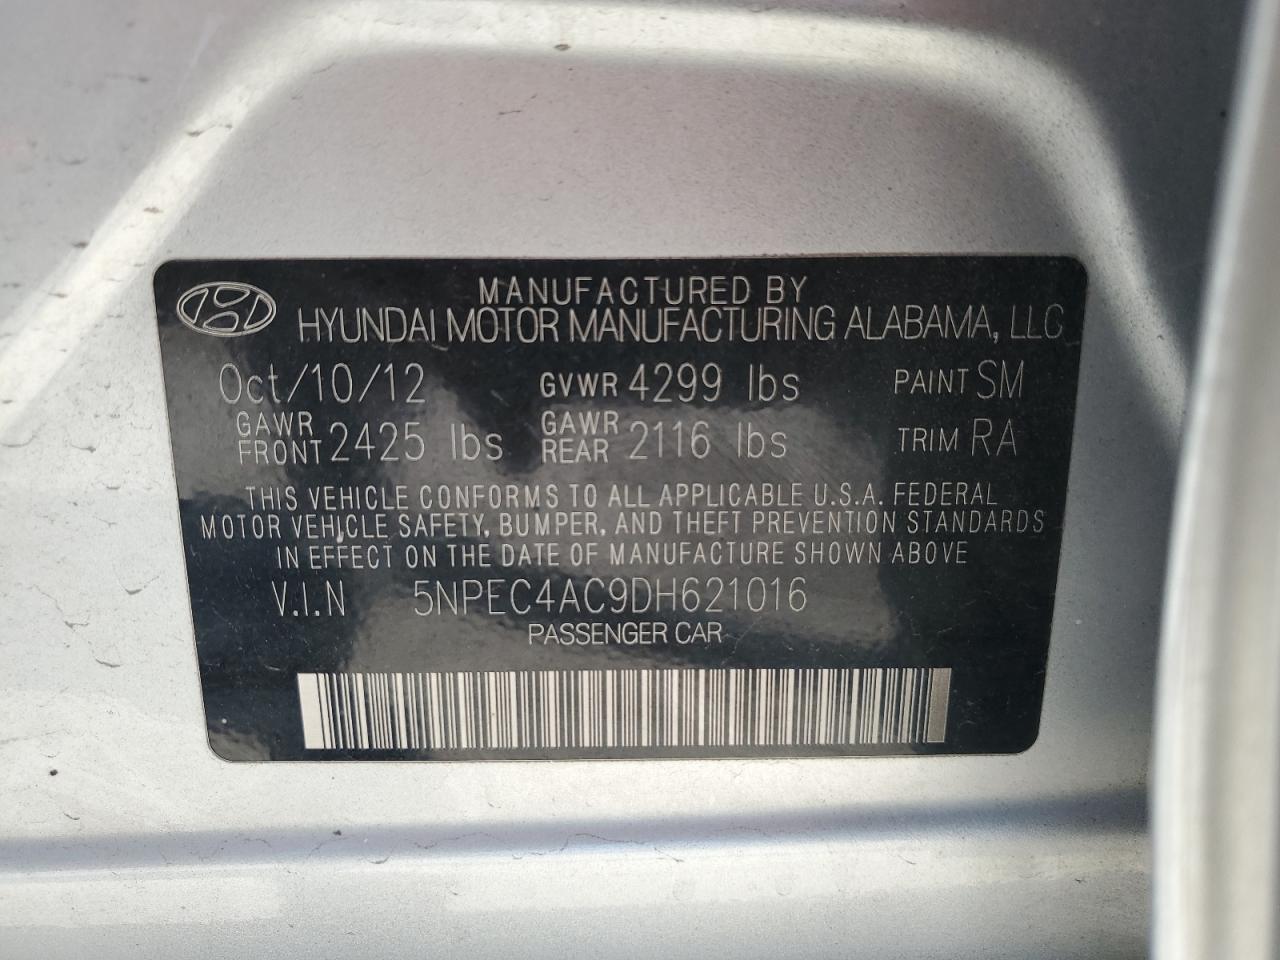 MANUFACTURED BY
HYUNDAI MOTOR MANUFACTURING ALABAMA, LLC
Oct/10/12 GVWR 4299 lbs PAINT SM
GAWR FRONT 2425 lbs GAWR REAR 2116 lbs TRIM RA
THIS VEHICLE CONFORMS TO ALL APPLICABLE U.S.A. FEDERAL
MOTOR VEHICLE SAFETY, BUMPER, AND THEFT PREVENTION STANDARDS
IN EFFECT ON THE DATE OF MANUFACTURE SHOWN ABOVE
V.I.N 5NPEC4AC9DH621016
PASSENGER CAR